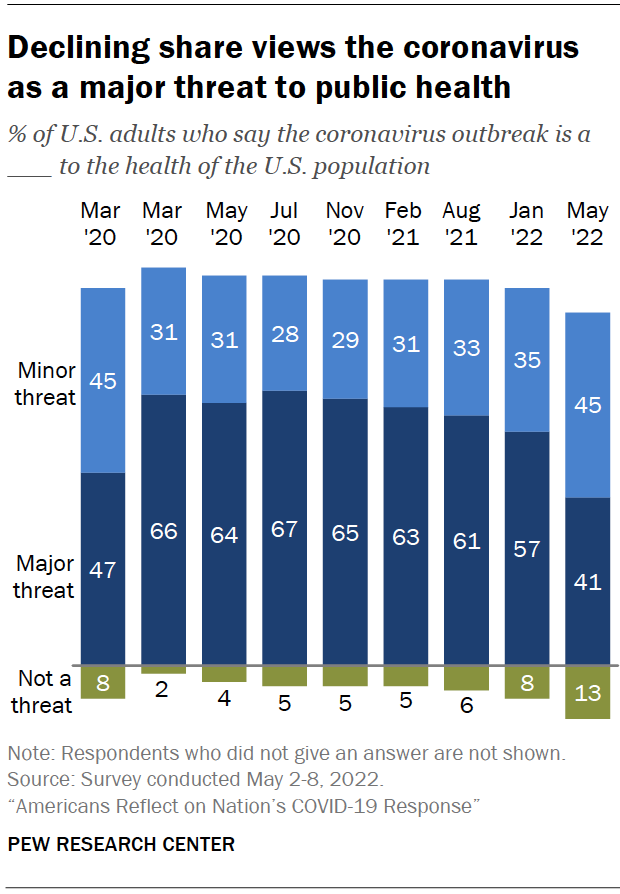 Declining share views the coronavirus
as a major threat to public health
% of U.S. adults who say the coronavirus outbreak is a
___ to the health of the U.S. population
Mar Mar May Jul Nov Feb Aug Jan May
'20 '20 '20 '20 '20 '21 '21 '22 '22
Minor
threat
45 31 31 28 29 31 33 35 45
Major
threat
47 66 64 67 65 63 61 57 41
Not a
threat
8 2 4 5 5 5 6 8 13
Note: Respondents who did not give an answer are not shown.
Source: Survey conducted May 2-8, 2022.
“Americans Reflect on Nation’s COVID-19 Response”
PEW RESEARCH CENTER